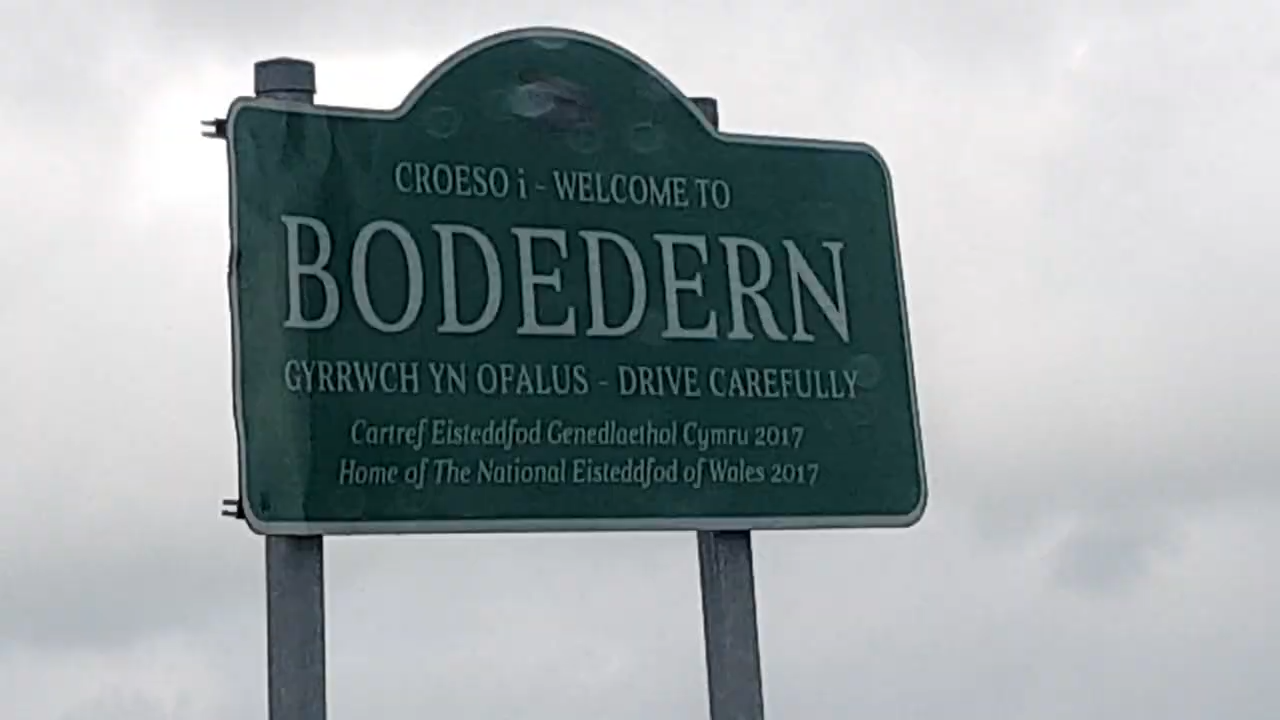 CROESO i - WELCOME TO
BODEDERN
GYRRWCH YN OFALUS - DRIVE CAREFULLY
Cartref Eisteddfod Genedlaethol Cymru 2017
Home of The National Eisteddfod of Wales 2017